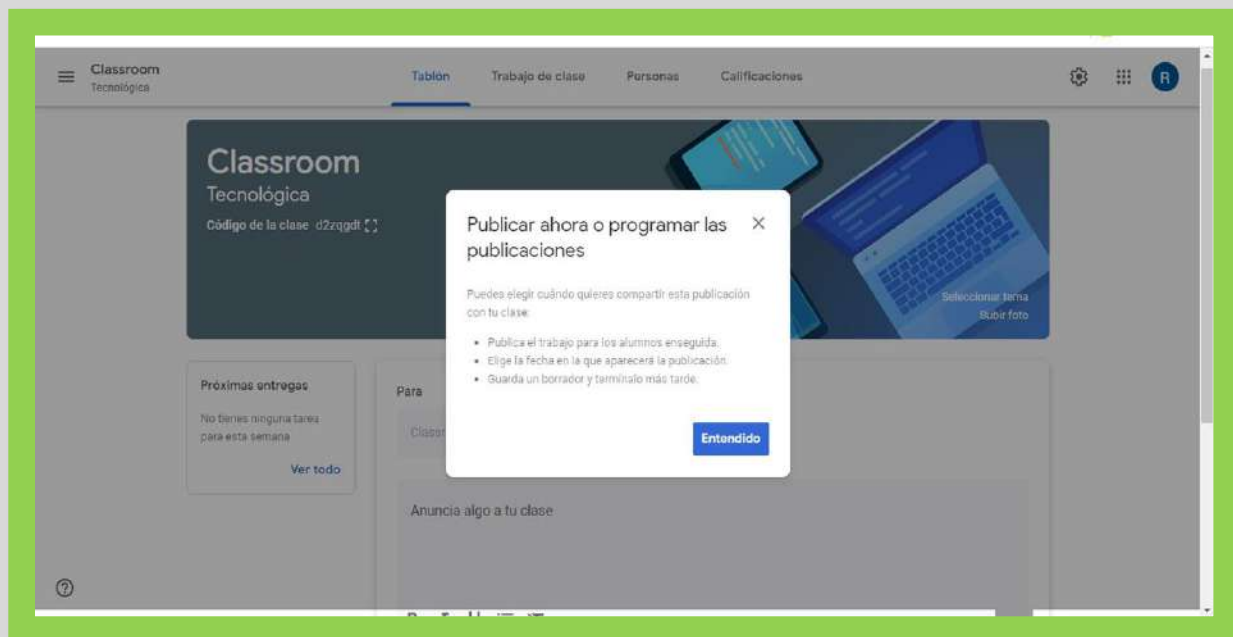 Classroom
Tecnológica
Tablón
Trabajo de clase
Personas
Calificaciones
R
Classroom
Tecnológica
Código de la clase d2zqgdt
Seleccionar tema
Subir foto
Publicar ahora o programar las
publicaciones
Puedes elegir cuándo quieres compartir esta publicación
con tu clase:
Publica el trabajo para los alumnos enseguida.
Elige la fecha en la que aparecerá la publicación.
Guarda un borrador y termínalo más tarde.
Entendido
Próximas entregas
No tienes ninguna tarea
para esta semana
Ver todo
Para
Anuncia algo a tu clase